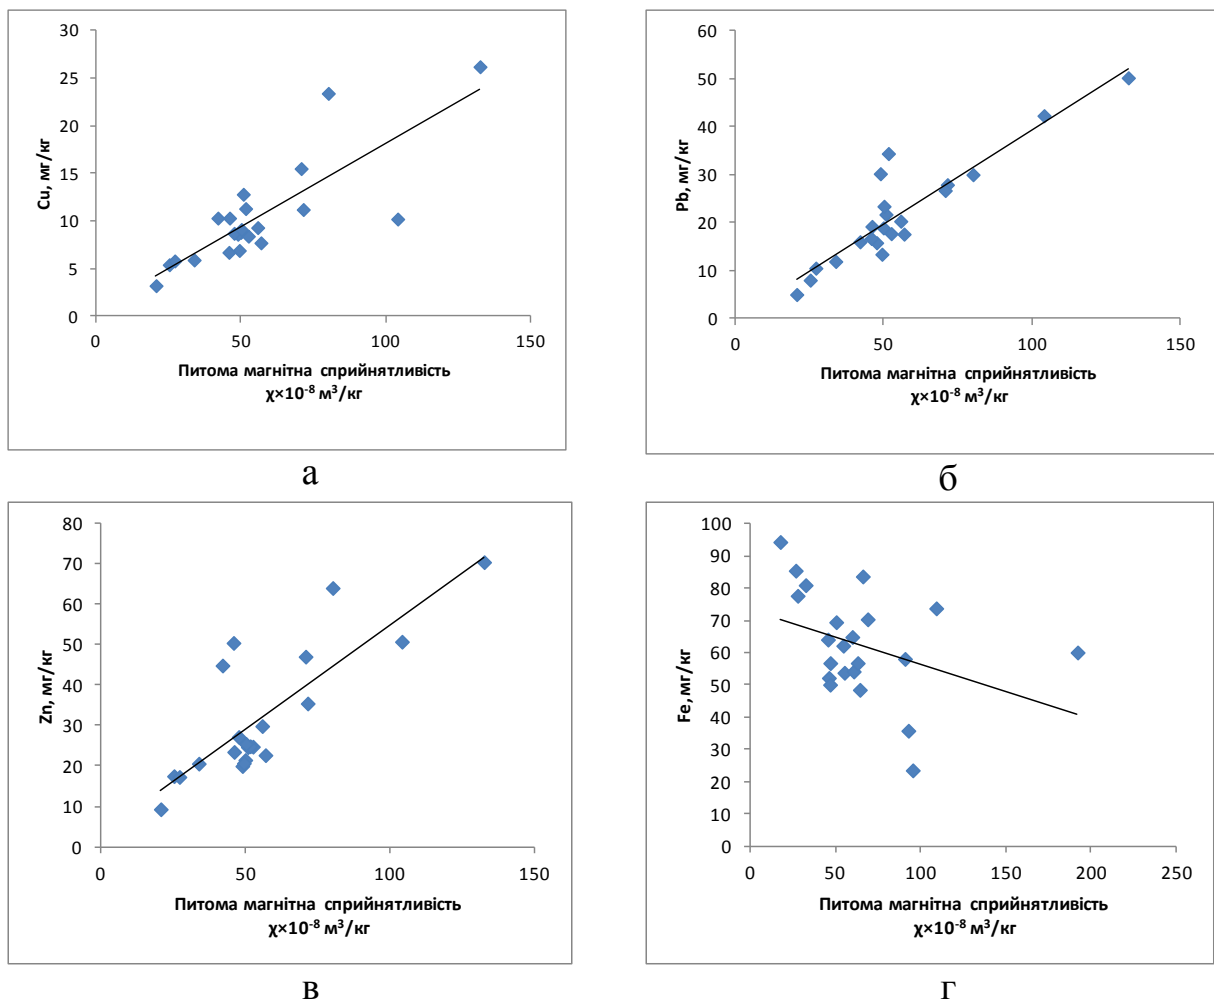 30
25
20
15
10
5
0
Cu, мг/кг
0 50 100 150
Питома магнітна сприйнятливість
χ×10⁻⁸ м³/кг
а
60
50
40
30
20
10
0
Pb, мг/кг
0 50 100 150
Питома магнітна сприйнятливість
χ×10⁻⁸ м³/кг
б
80
70
60
50
40
30
20
10
0
Zn, мг/кг
0 50 100 150
Питома магнітна сприйнятливість
χ×10⁻⁸ м³/кг
в
100
90
80
70
60
50
40
30
20
10
0
Fe, мг/кг
0 50 100 150 200 250
Питома магнітна сприйнятливість
χ×10⁻⁸ м³/кг
г